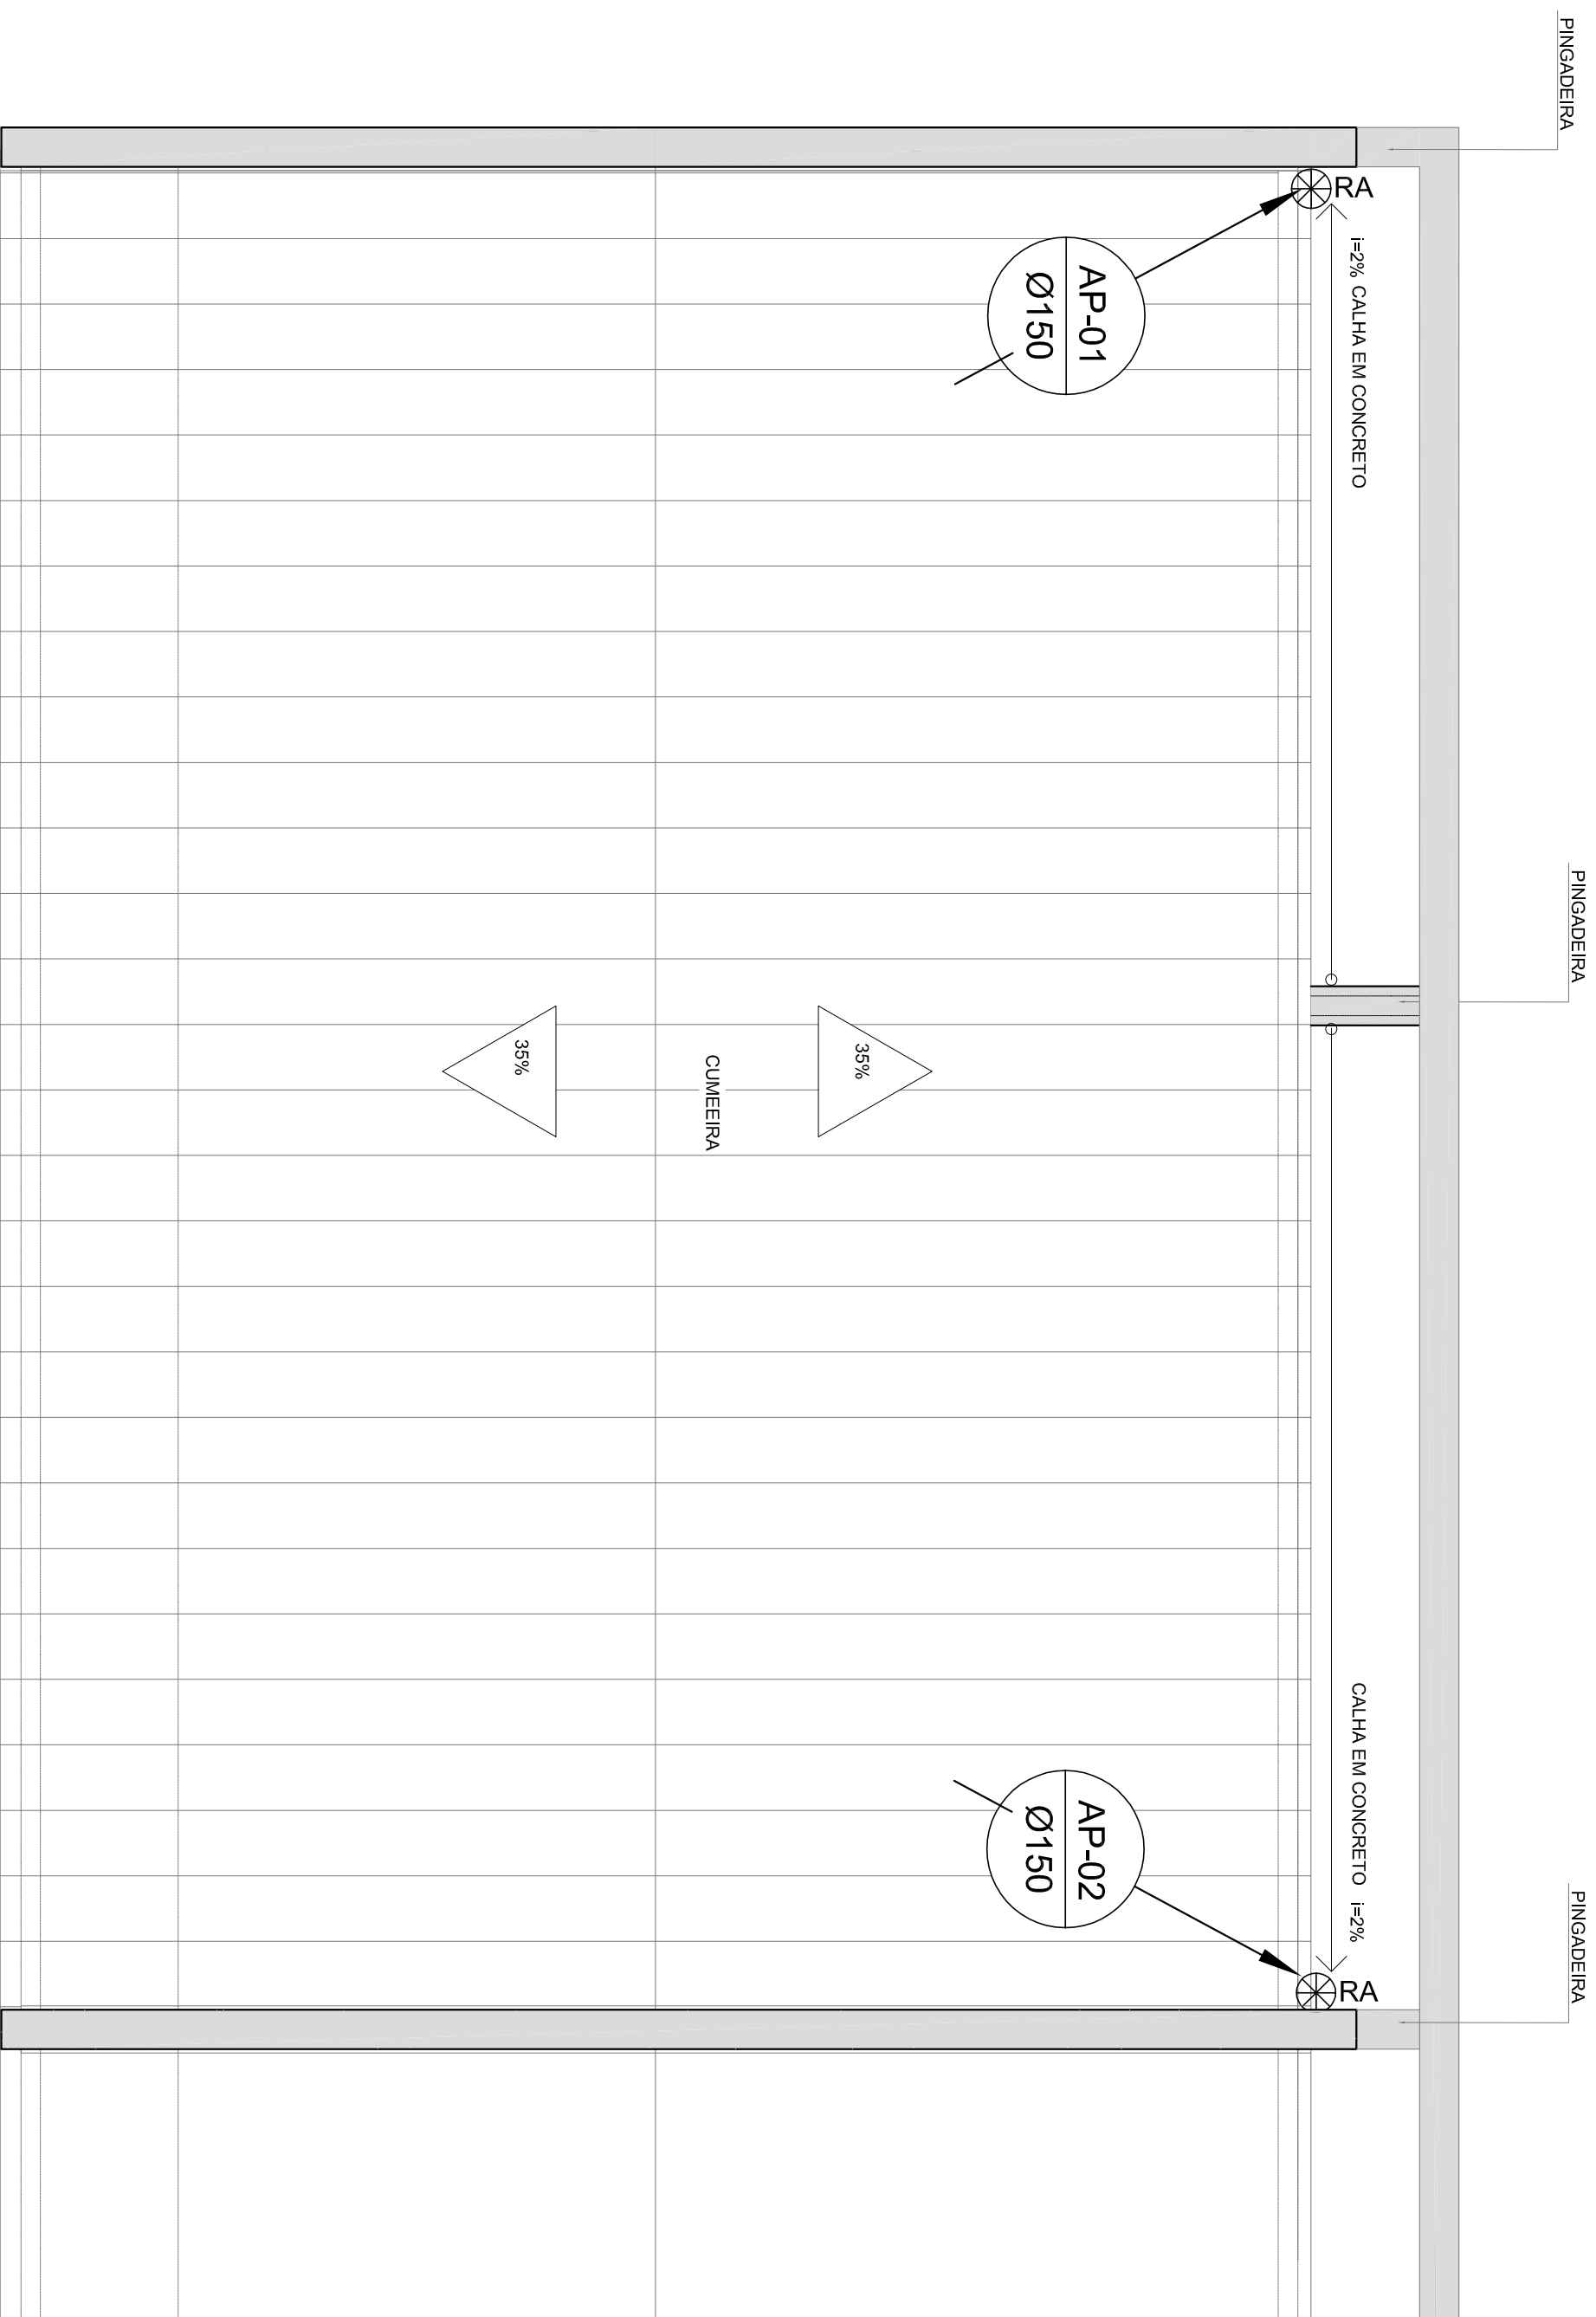 PINGADEIRA
PINGADEIRA
PINGADEIRA
RA
i=2% CALHA EM CONCRETO
CALHA EM CONCRETO i=2%
RA
AP-01
Ø150
AP-02
Ø150
35%
CUMEEIRA
35%